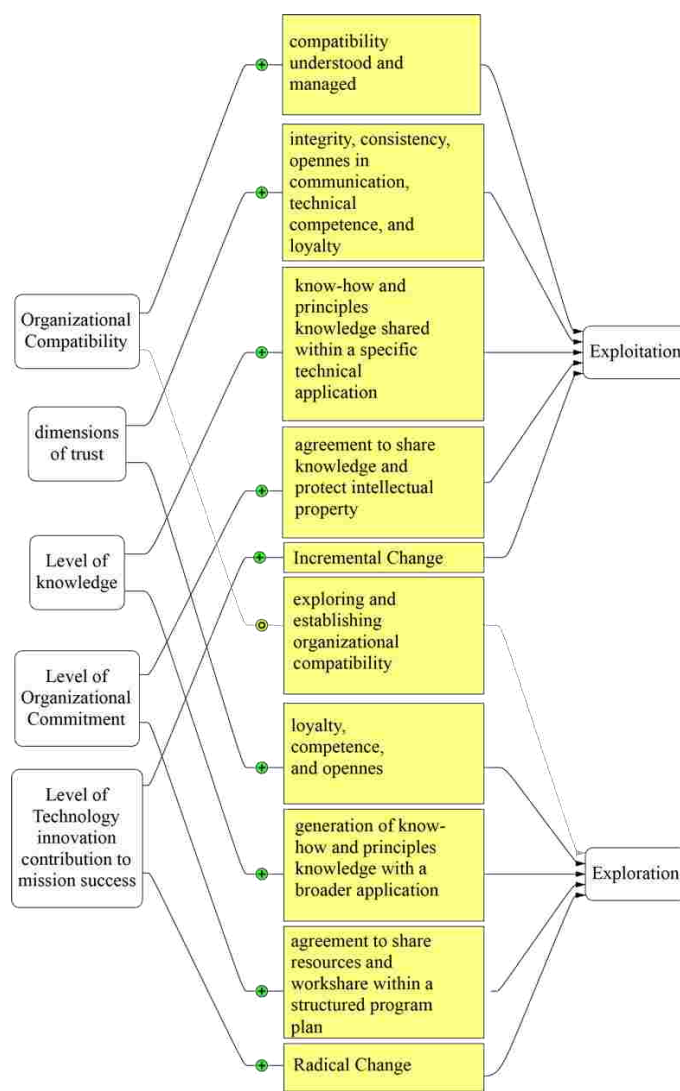 Organizational
Compatibility
dimensions
of trust
Level of
knowledge
Level of
Organizational
Commitment
Level of
Technology
innovation
contribution to
mission success
compatibility
understood and
managed
integrity, consistency,
opennes in
communication,
technical
competence, and
loyalty
know-how and
principles
knowledge shared
within a specific
technical
application
agreement to share
knowledge and
protect intellectual
property
Incremental Change
exploring and
establishing
organizational
compatibility
loyalty,
competence,
and opennes
generation of know-
how and principles
knowledge with a
broader application
agreement to share
resources and
workshare within a
structured program
plan
Radical Change
Exploitation
Exploration